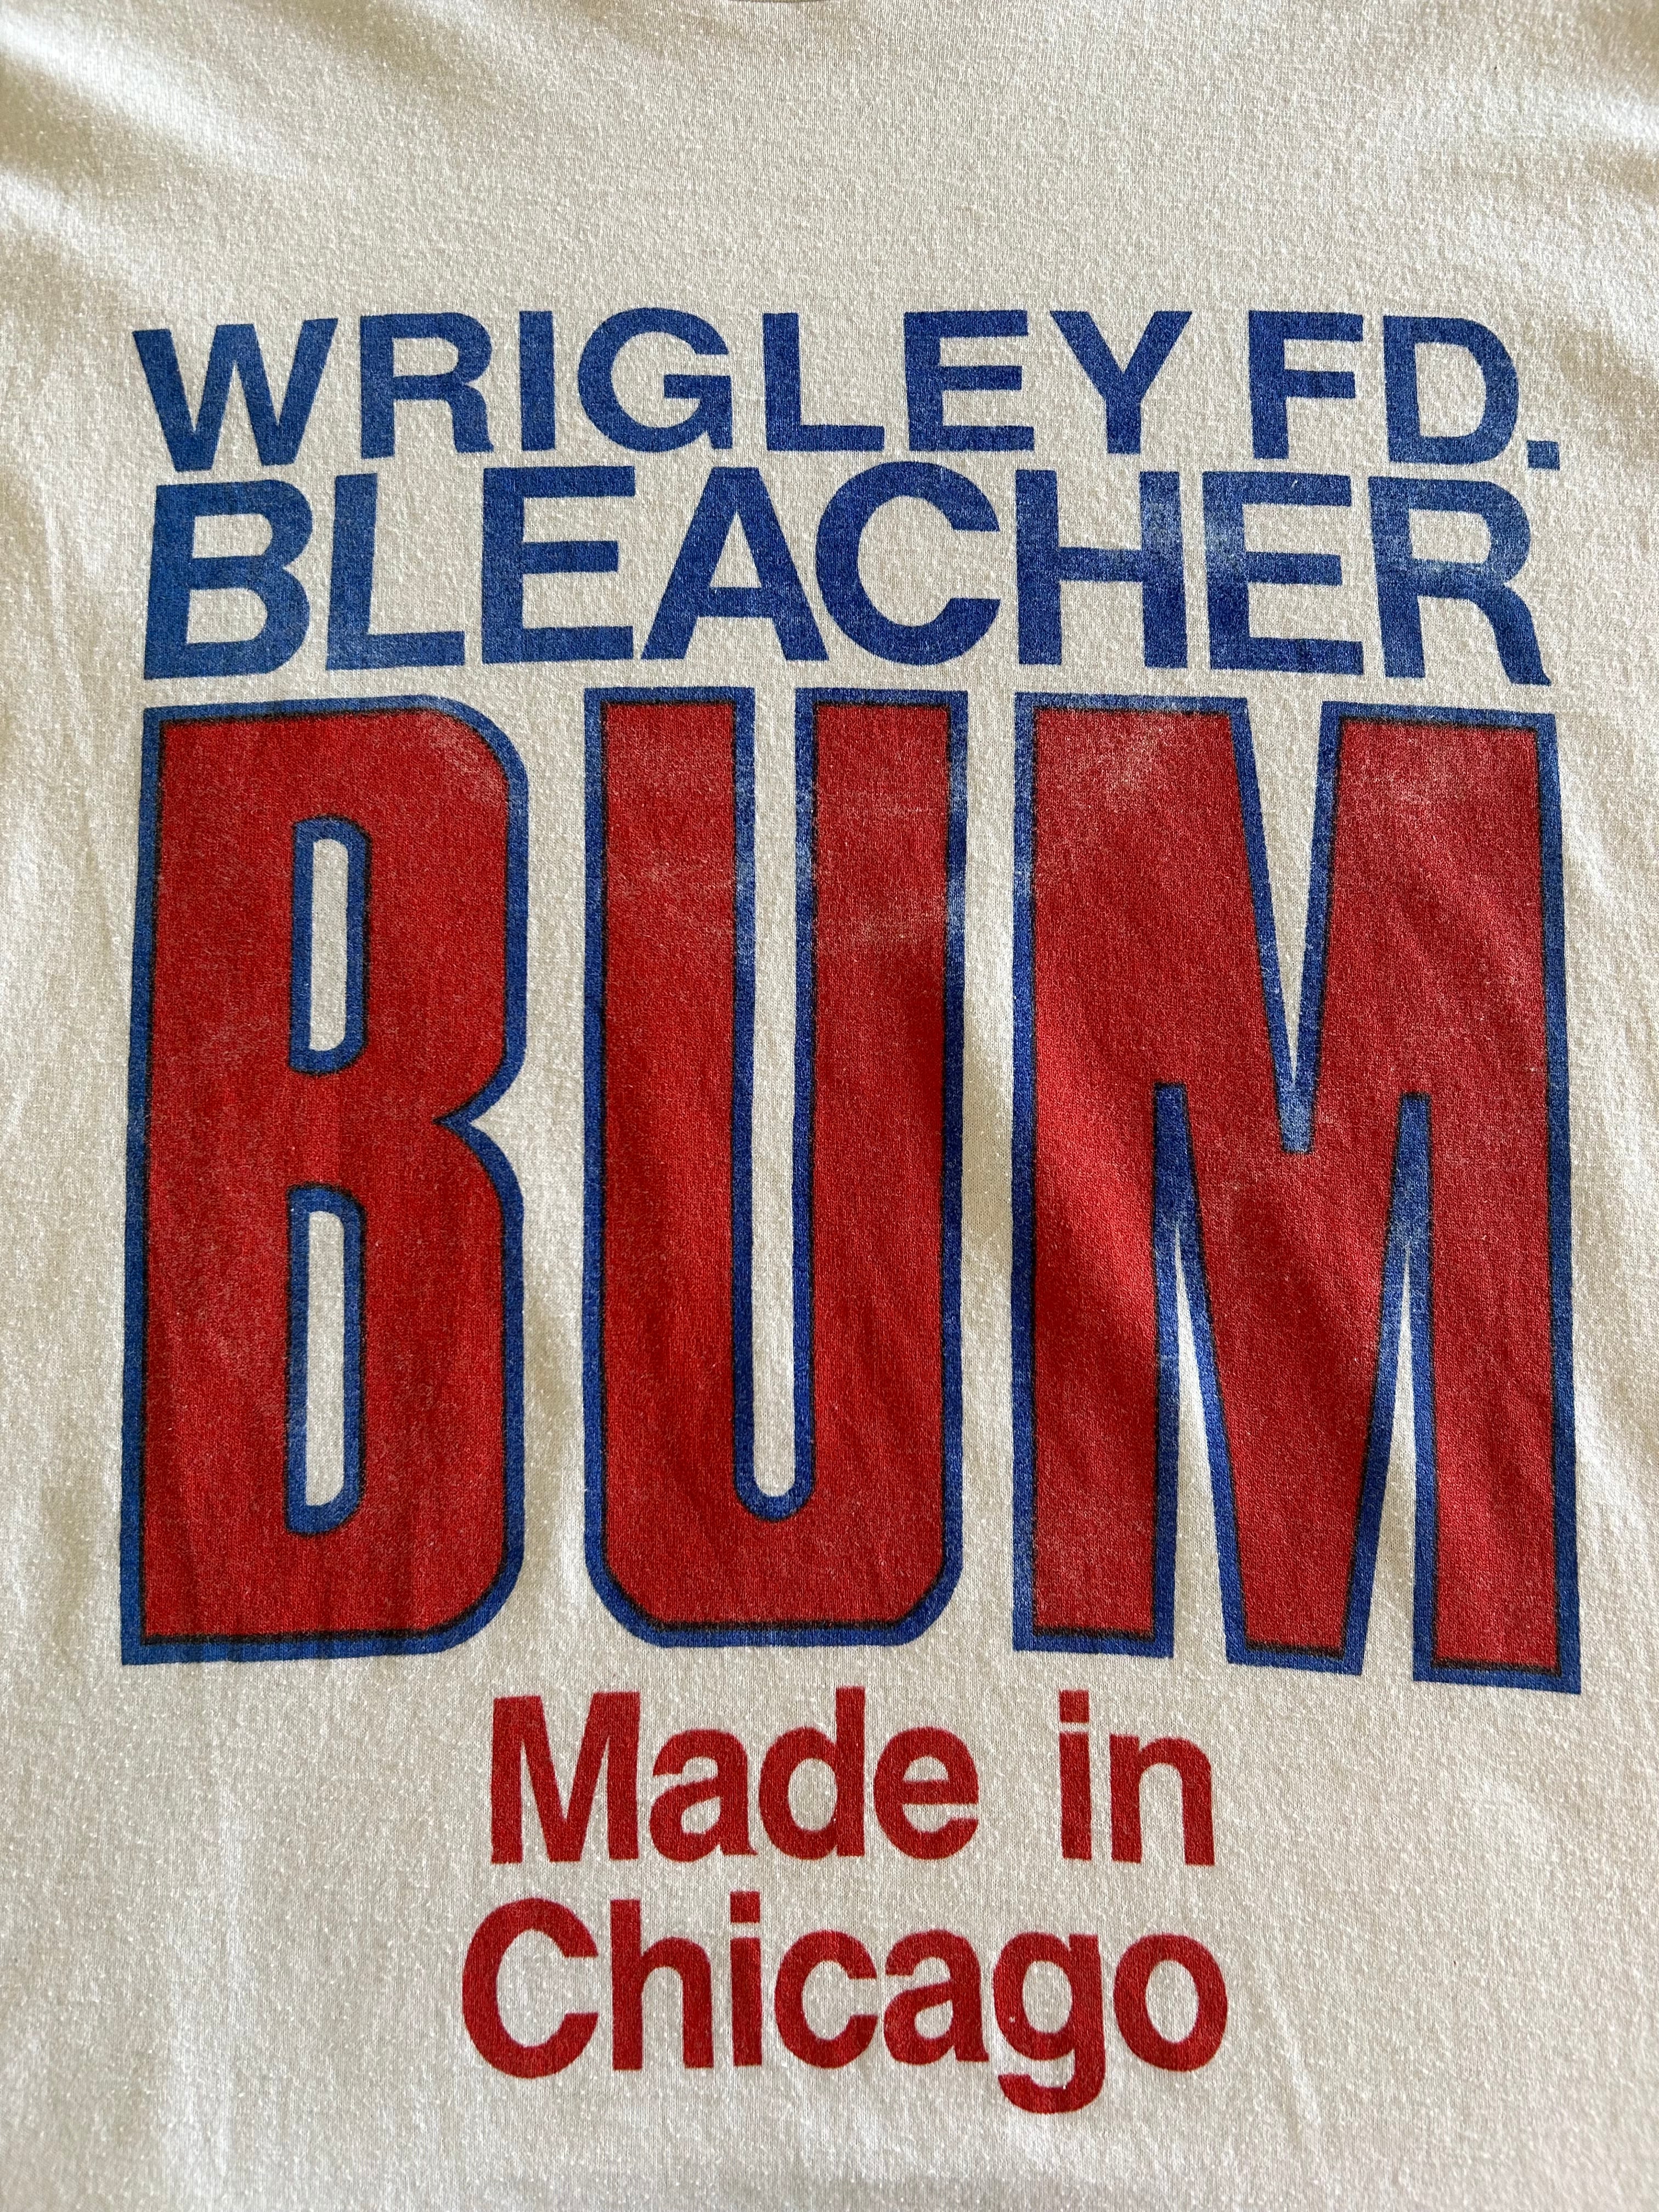 WRIGLEY FD.
BLEACHER
BUM
Made in
Chicago